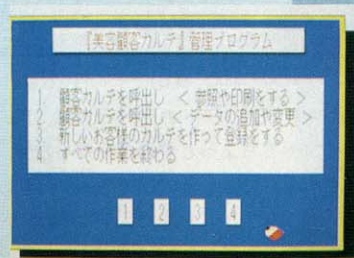 『美容顧客カルテ』管理プログラム
1. 顧客カルテを呼出し < 参照や印刷をする >
2. 顧客カルテを呼出し < データの追加や変更 >
3. 新しいお客様のカルテを作って登録をする
4. すべての作業を終わる
1 2 3 4